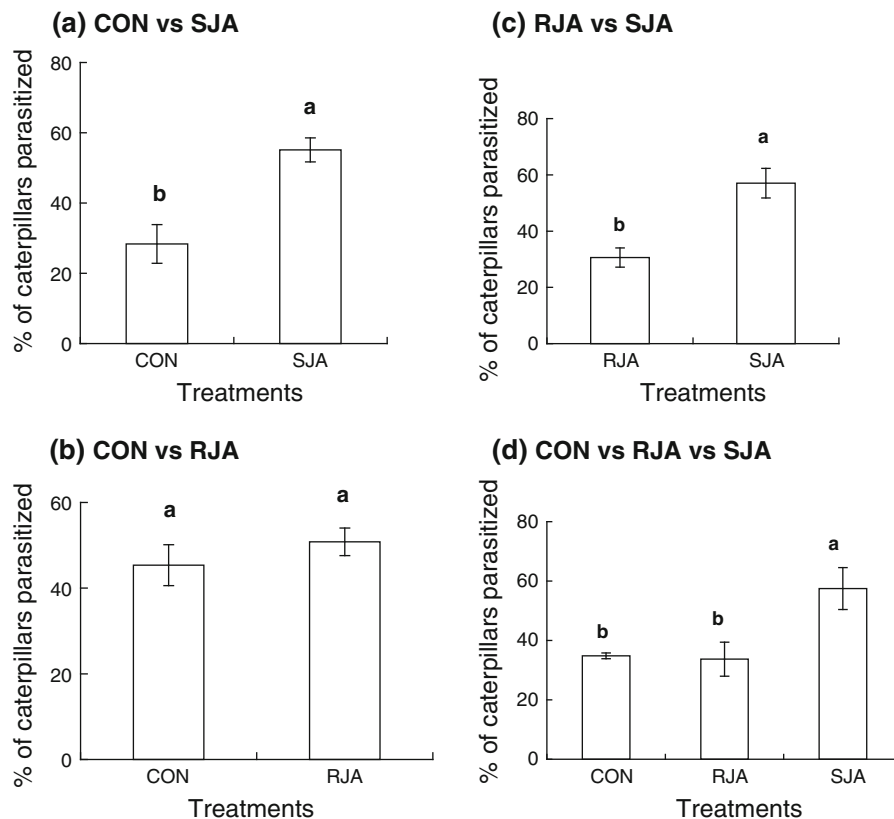 (a) CON vs SJA
% of caterpillars parasitized
80
60
40
20
0
b
a
CON
SJA
Treatments
(b) CON vs RJA
% of caterpillars parasitized
60
40
20
0
a
a
CON
RJA
Treatments
(c) RJA vs SJA
% of caterpillars parasitized
80
60
40
20
0
b
a
RJA
SJA
Treatments
(d) CON vs RJA vs SJA
% of caterpillars parasitized
80
60
40
20
0
b
b
a
CON
RJA
SJA
Treatments